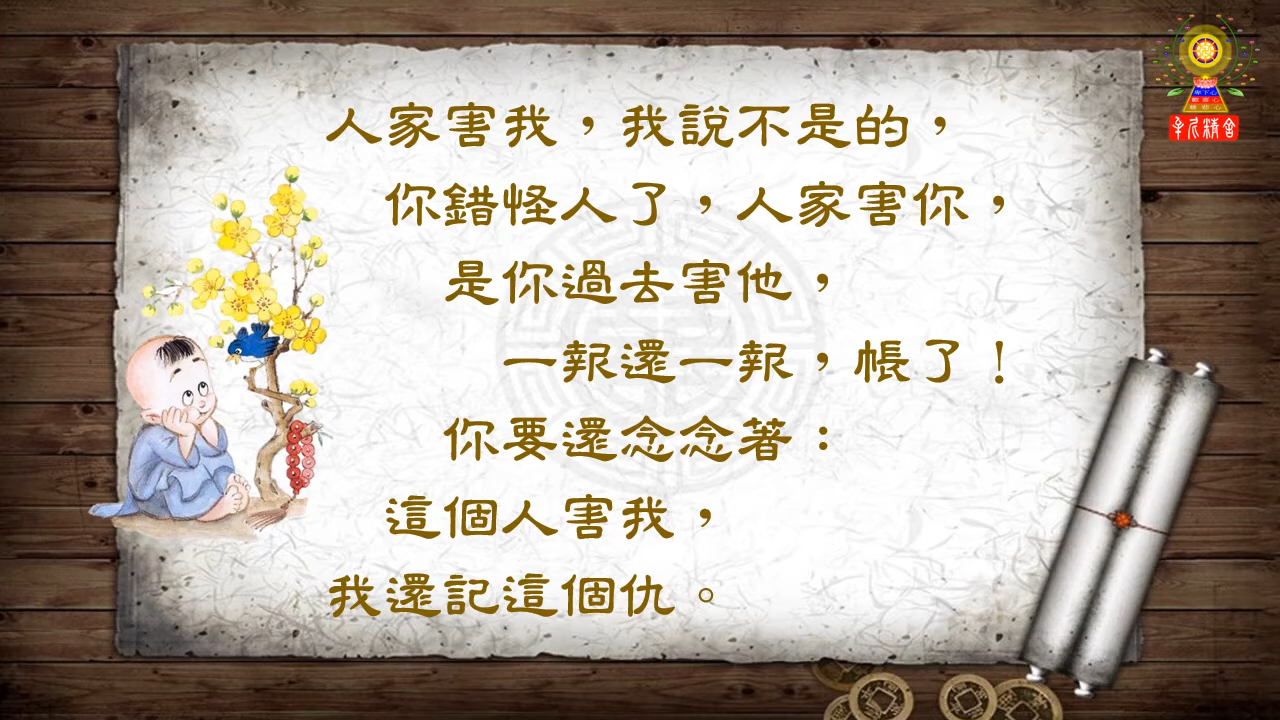 人家害我，我說不是的，
你錯怪人了，人家害你，
是你過去害他，
一報還一報，帳了！
你要還念念著：
這個人害我，
我還記這個仇。